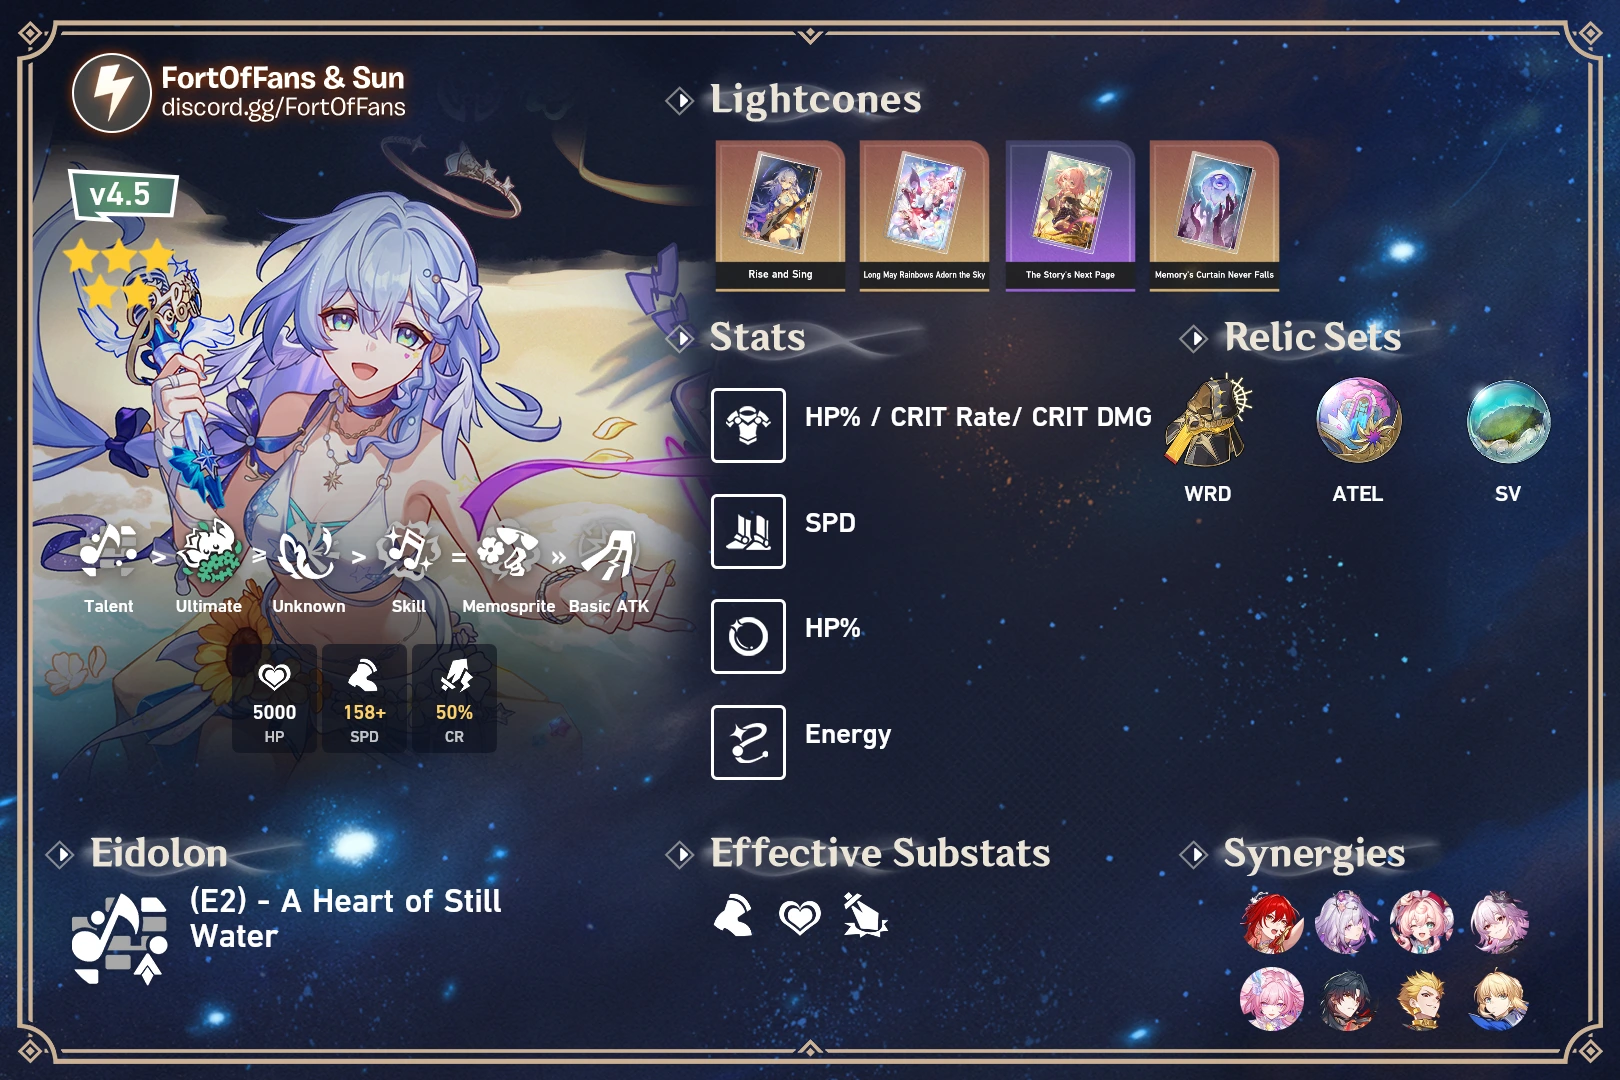 FortOfFans & Sun
discord.gg/FortOfFans
v4.5
Talent > Ultimate ≥ Unknown > Skill = Memosprite » Basic ATK
5000 158+ 50%
HP SPD CR
Lightcones
Rise and Sing
Long May Rainbows Adorn the Sky
The Story's Next Page
Memory's Curtain Never Falls
Stats
HP% / CRIT Rate/ CRIT DMG
SPD
HP%
Energy
Relic Sets
WRD ATEL SV
Eidolon
(E2) - A Heart of Still
Water
Effective Substats
Synergies